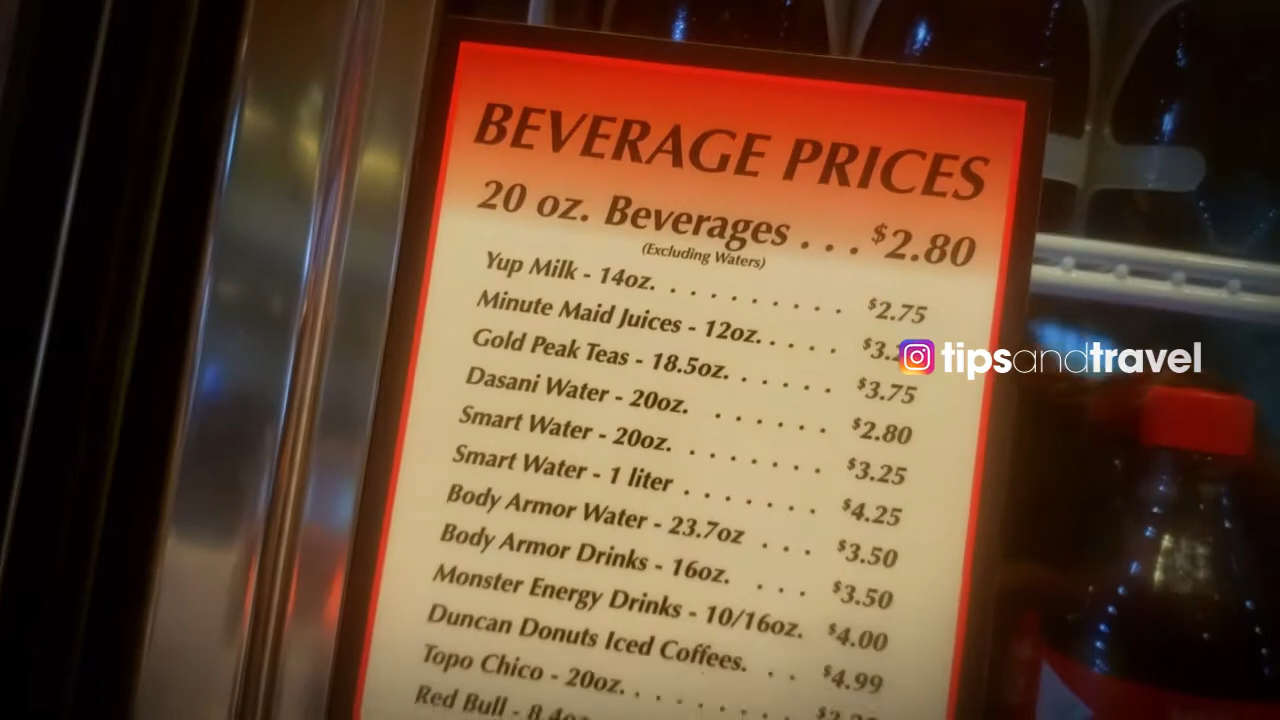 BEVERAGE PRICES
20 oz. Beverages . . . $2.80
(Excluding Waters)
Yup Milk - 14oz. . . . . . . . . . . $2.75
Minute Maid Juices - 12oz. . . . .
tipsandtravel
Gold Peak Teas - 18.5oz. . . . . . . $3.75
Dasani Water - 20oz. . . . . . . $2.80
Smart Water - 20oz. . . . . . . . $3.25
Smart Water - 1 liter . . . . . . . $4.25
Body Armor Water - 23.7oz . . . $3.50
Body Armor Drinks - 16oz. . . . $3.50
Monster Energy Drinks - 10/16oz. $4.00
Duncan Donuts Iced Coffees. . . $4.99
Topo Chico - 20oz. . . . . . . .
Red Bull -